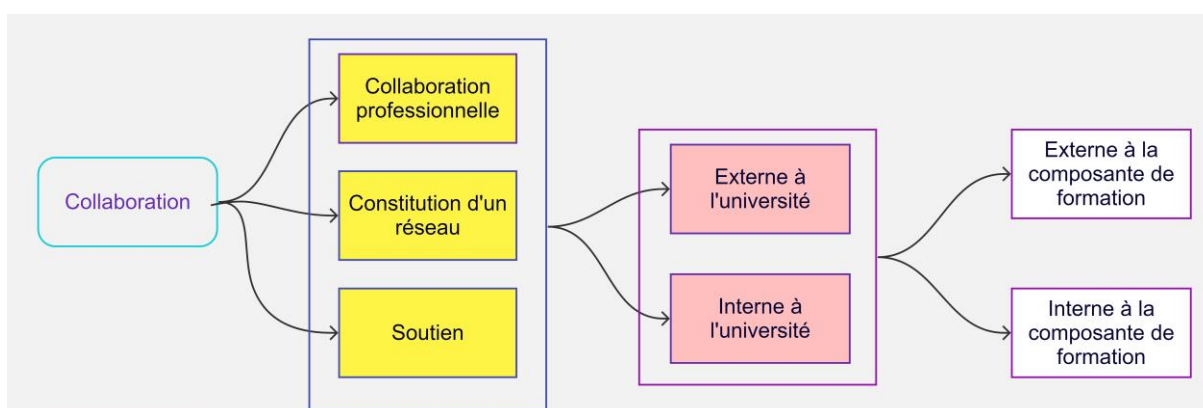 Collaboration
Collaboration
professionnelle
Constitution d'un
réseau
Soutien
Externe à
l'université
Interne à
l'université
Externe à la
composante de
formation
Interne à la
composante de
formation